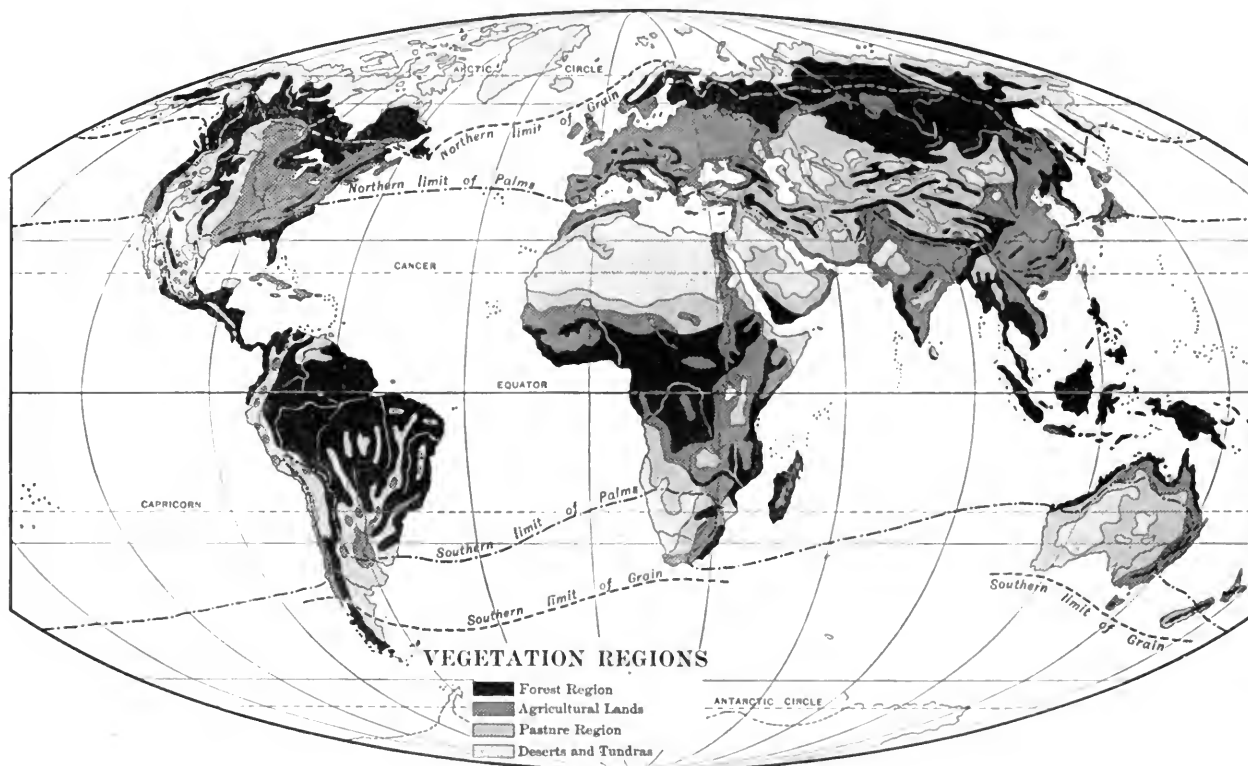 ARCTIC CIRCLE
Northern limit of Grain
Northern limit of Palms
CANCER
EQUATOR
CAPRICORN
Southern limit of Palms
Southern limit of Grain
Southern limit of Grain
VEGETATION REGIONS
Forest Region
Agricultural Lands
Pasture Region
Deserts and Tundras
ANTARCTIC CIRCLE